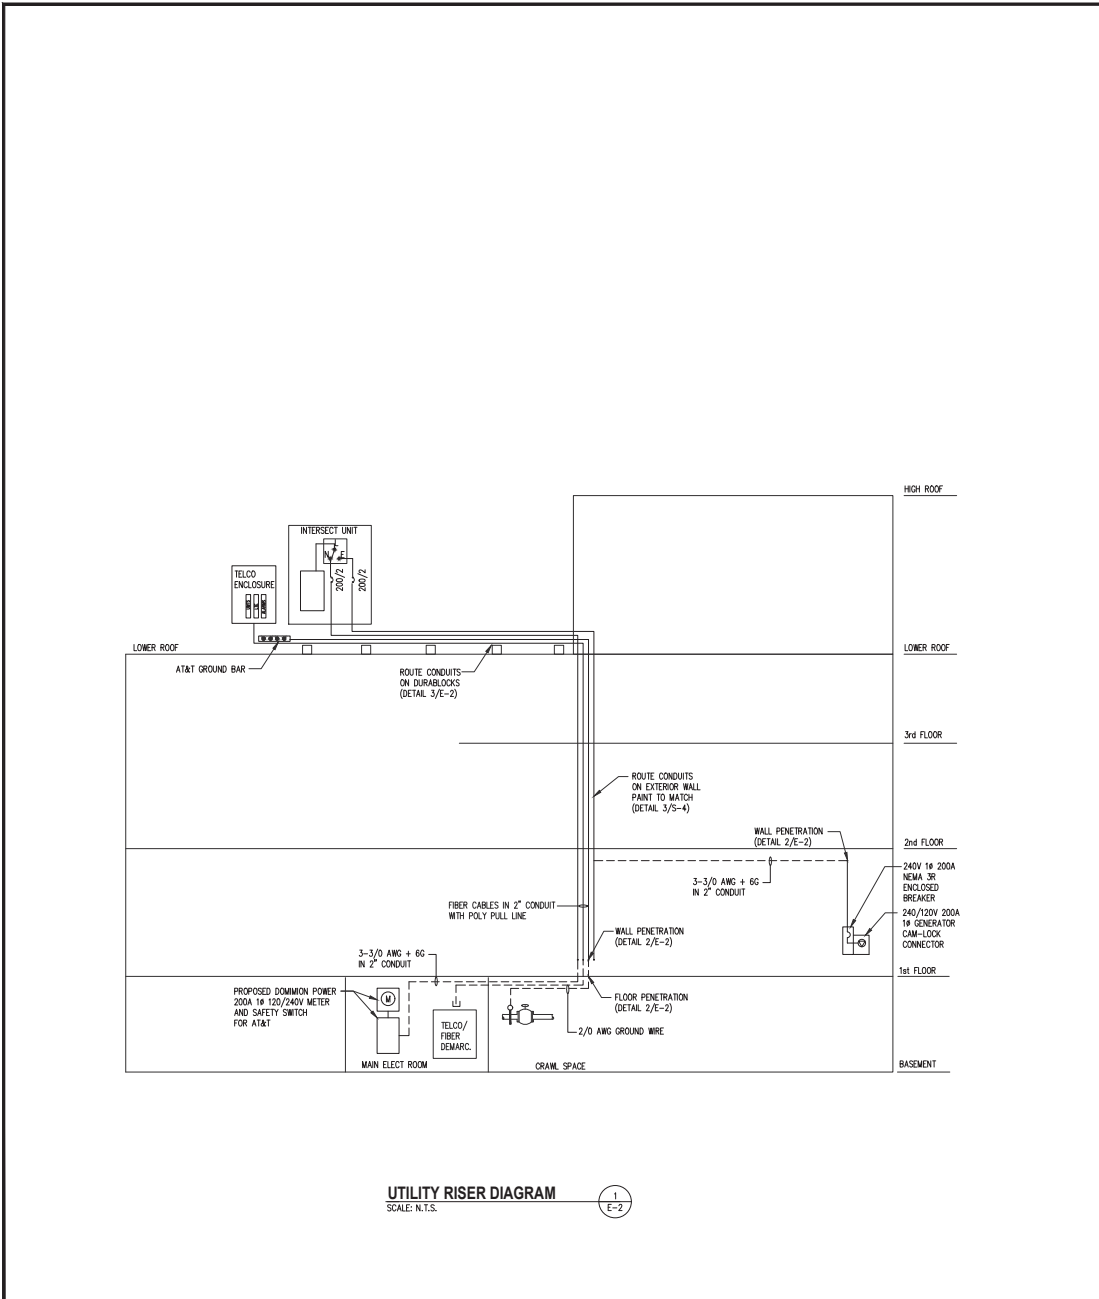 HIGH ROOF
INTERSECT UNIT
N
E
200/2
200/2
TELCO
ENCLOSURE
LOWER ROOF
LOWER ROOF
AT&T GROUND BAR
ROUTE CONDUITS
ON DURABLOCKS
(DETAIL 3/E-2)
3rd FLOOR
ROUTE CONDUITS
ON EXTERIOR WALL
PAINT TO MATCH
(DETAIL 3/S-4)
WALL PENETRATION
(DETAIL 2/E-2)
2nd FLOOR
3-3/0 AWG + 6G
IN 2" CONDUIT
240V 1ø 200A
NEMA 3R
ENCLOSED
BREAKER
240/120V 200A
1ø GENERATOR
CAM-LOCK
CONNECTOR
FIBER CABLES IN 2" CONDUIT
WITH POLY PULL LINE
WALL PENETRATION
(DETAIL 2/E-2)
3-3/0 AWG + 6G
IN 2" CONDUIT
1st FLOOR
PROPOSED DOMIMION POWER
200A 1ø 120/240V METER
AND SAFETY SWITCH
FOR AT&T
M
TELCO/
FIBER
DEMARC.
FLOOR PENETRATION
(DETAIL 2/E-2)
2/0 AWG GROUND WIRE
MAIN ELECT ROOM
CRAWL SPACE
BASEMENT
UTILITY RISER DIAGRAM
SCALE: N.T.S.
1
E-2